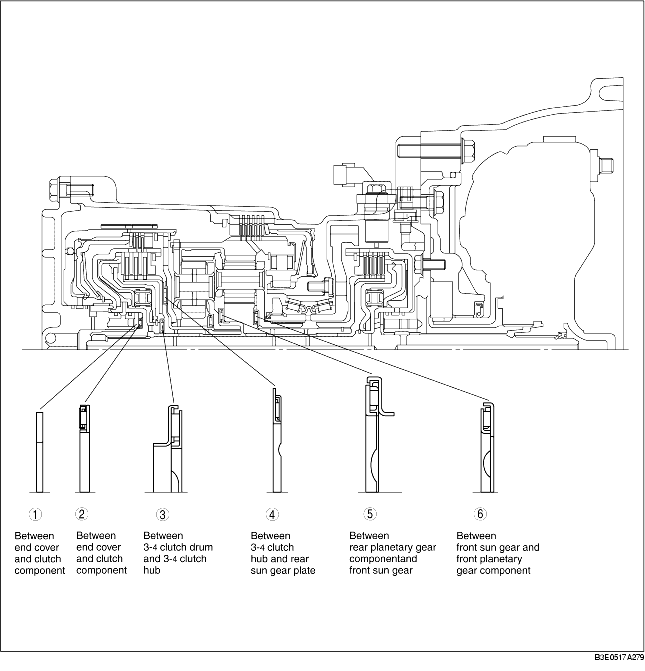 1
2
3
4
5
6
Between
end cover
and clutch
component
Between
end cover
and clutch
component
Between
3-4 clutch drum
and 3-4 clutch
hub
Between
3-4 clutch
hub and rear
sun gear plate
Between
rear planetary gear
componentand
front sun gear
Between
front sun gear and
front planetary
gear component
B3E0517A279